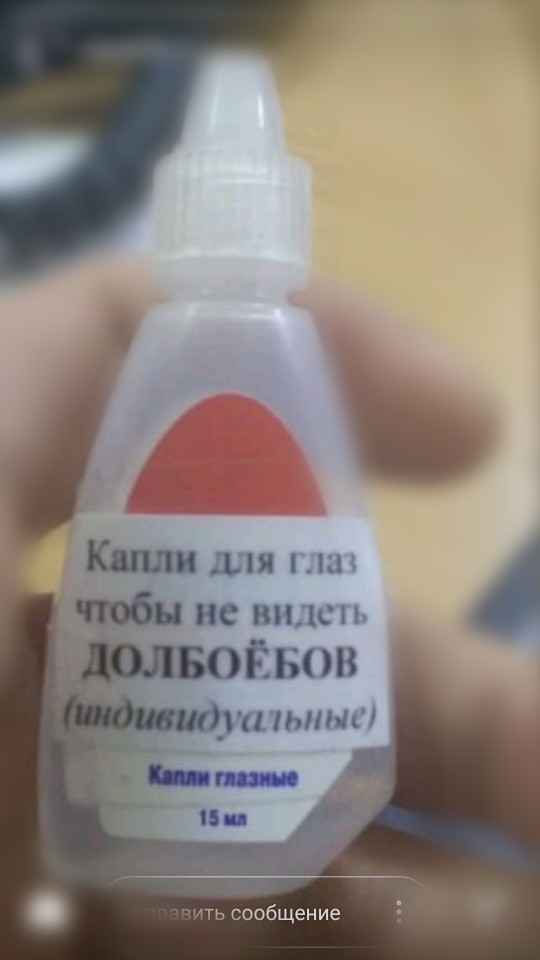 Капли для глаз
чтобы не видеть
ДОЛБОЁБОВ
(индивидуальные)
Капли глазные
15 мл
сообщение